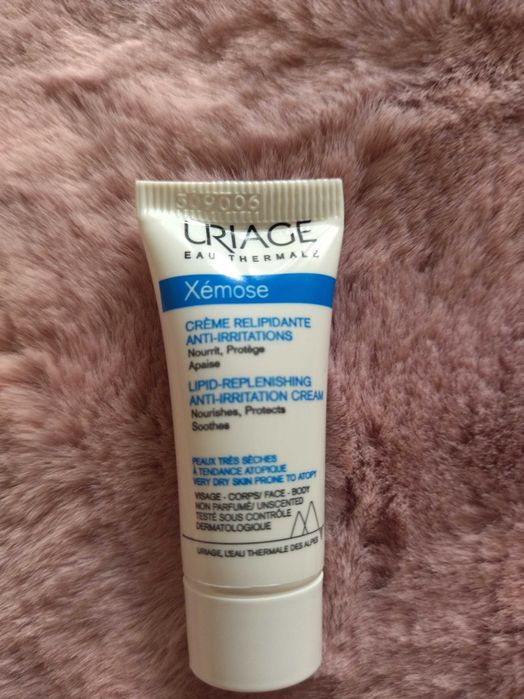 S09006
URIAGE
EAU THERMALE
Xémose
CRÈME RELIPIDANTE
ANTI-IRRITATIONS
Nourrit, Protège
Apaise
LIPID-REPLENISHING
ANTI-IRRITATION CREAM
Nourishes, Protects
Soothes
PEAUX TRÈS SÈCHES
À TENDANCE ATOPIQUE
VERY DRY SKIN PRONE TO ATOPY
VISAGE - CORPS/ FACE - BODY
NON PARFUMÉ/ UNSCENTED
TESTÉ SOUS CONTRÔLE
DERMATOLOGIQUE
URIAGE, L'EAU THERMALE DES ALPES